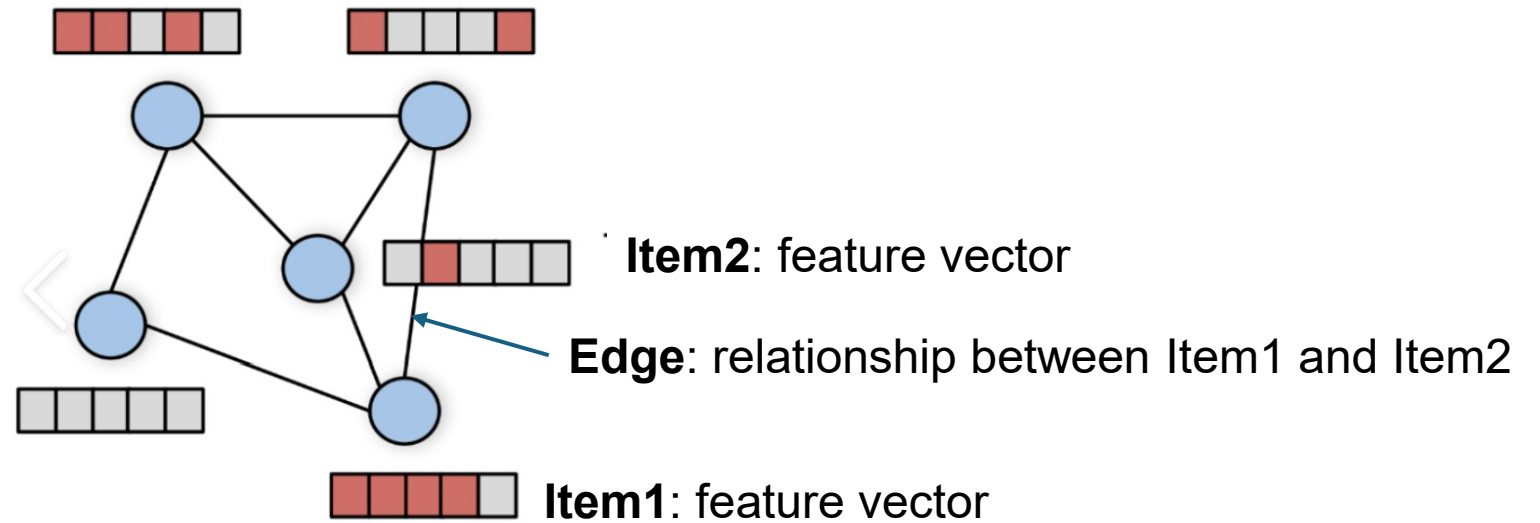 Item2: feature vector
Edge: relationship between Item1 and Item2
Item1: feature vector